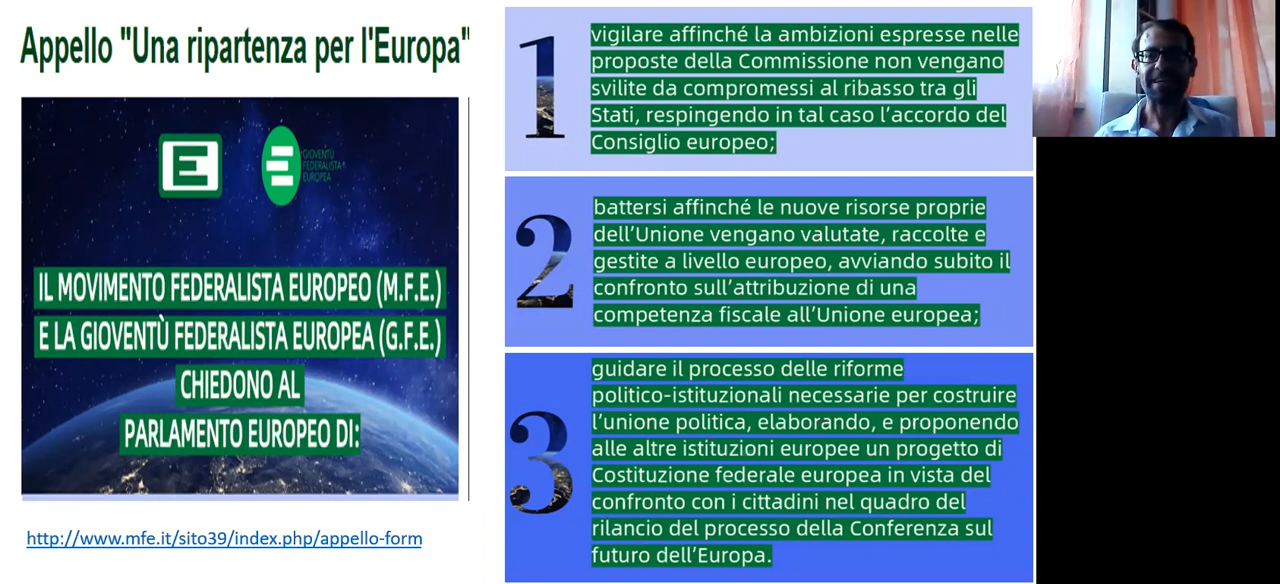 Appello "Una ripartenza per l'Europa"
E
GIOVENTÙ
FEDERALISTA
EUROPEA
IL MOVIMENTO FEDERALISTA EUROPEO (M.F.E.)
E LA GIOVENTÙ FEDERALISTA EUROPEA (G.F.E.)
CHIEDONO AL
PARLAMENTO EUROPEO DI:
http://www.mfe.it/sito39/index.php/appello-form
1
vigilare affinché la ambizioni espresse nelle
proposte della Commissione non vengano
svilite da compromessi al ribasso tra gli
Stati, respingendo in tal caso l’accordo del
Consiglio europeo;
2
battersi affinché le nuove risorse proprie
dell’Unione vengano valutate, raccolte e
gestite a livello europeo, avviando subito il
confronto sull’attribuzione di una
competenza fiscale all’Unione europea;
3
guidare il processo delle riforme
politico-istituzionali necessarie per costruire
l’unione politica, elaborando, e proponendo
alle altre istituzioni europee un progetto di
Costituzione federale europea in vista del
confronto con i cittadini nel quadro del
rilancio del processo della Conferenza sul
futuro dell’Europa.